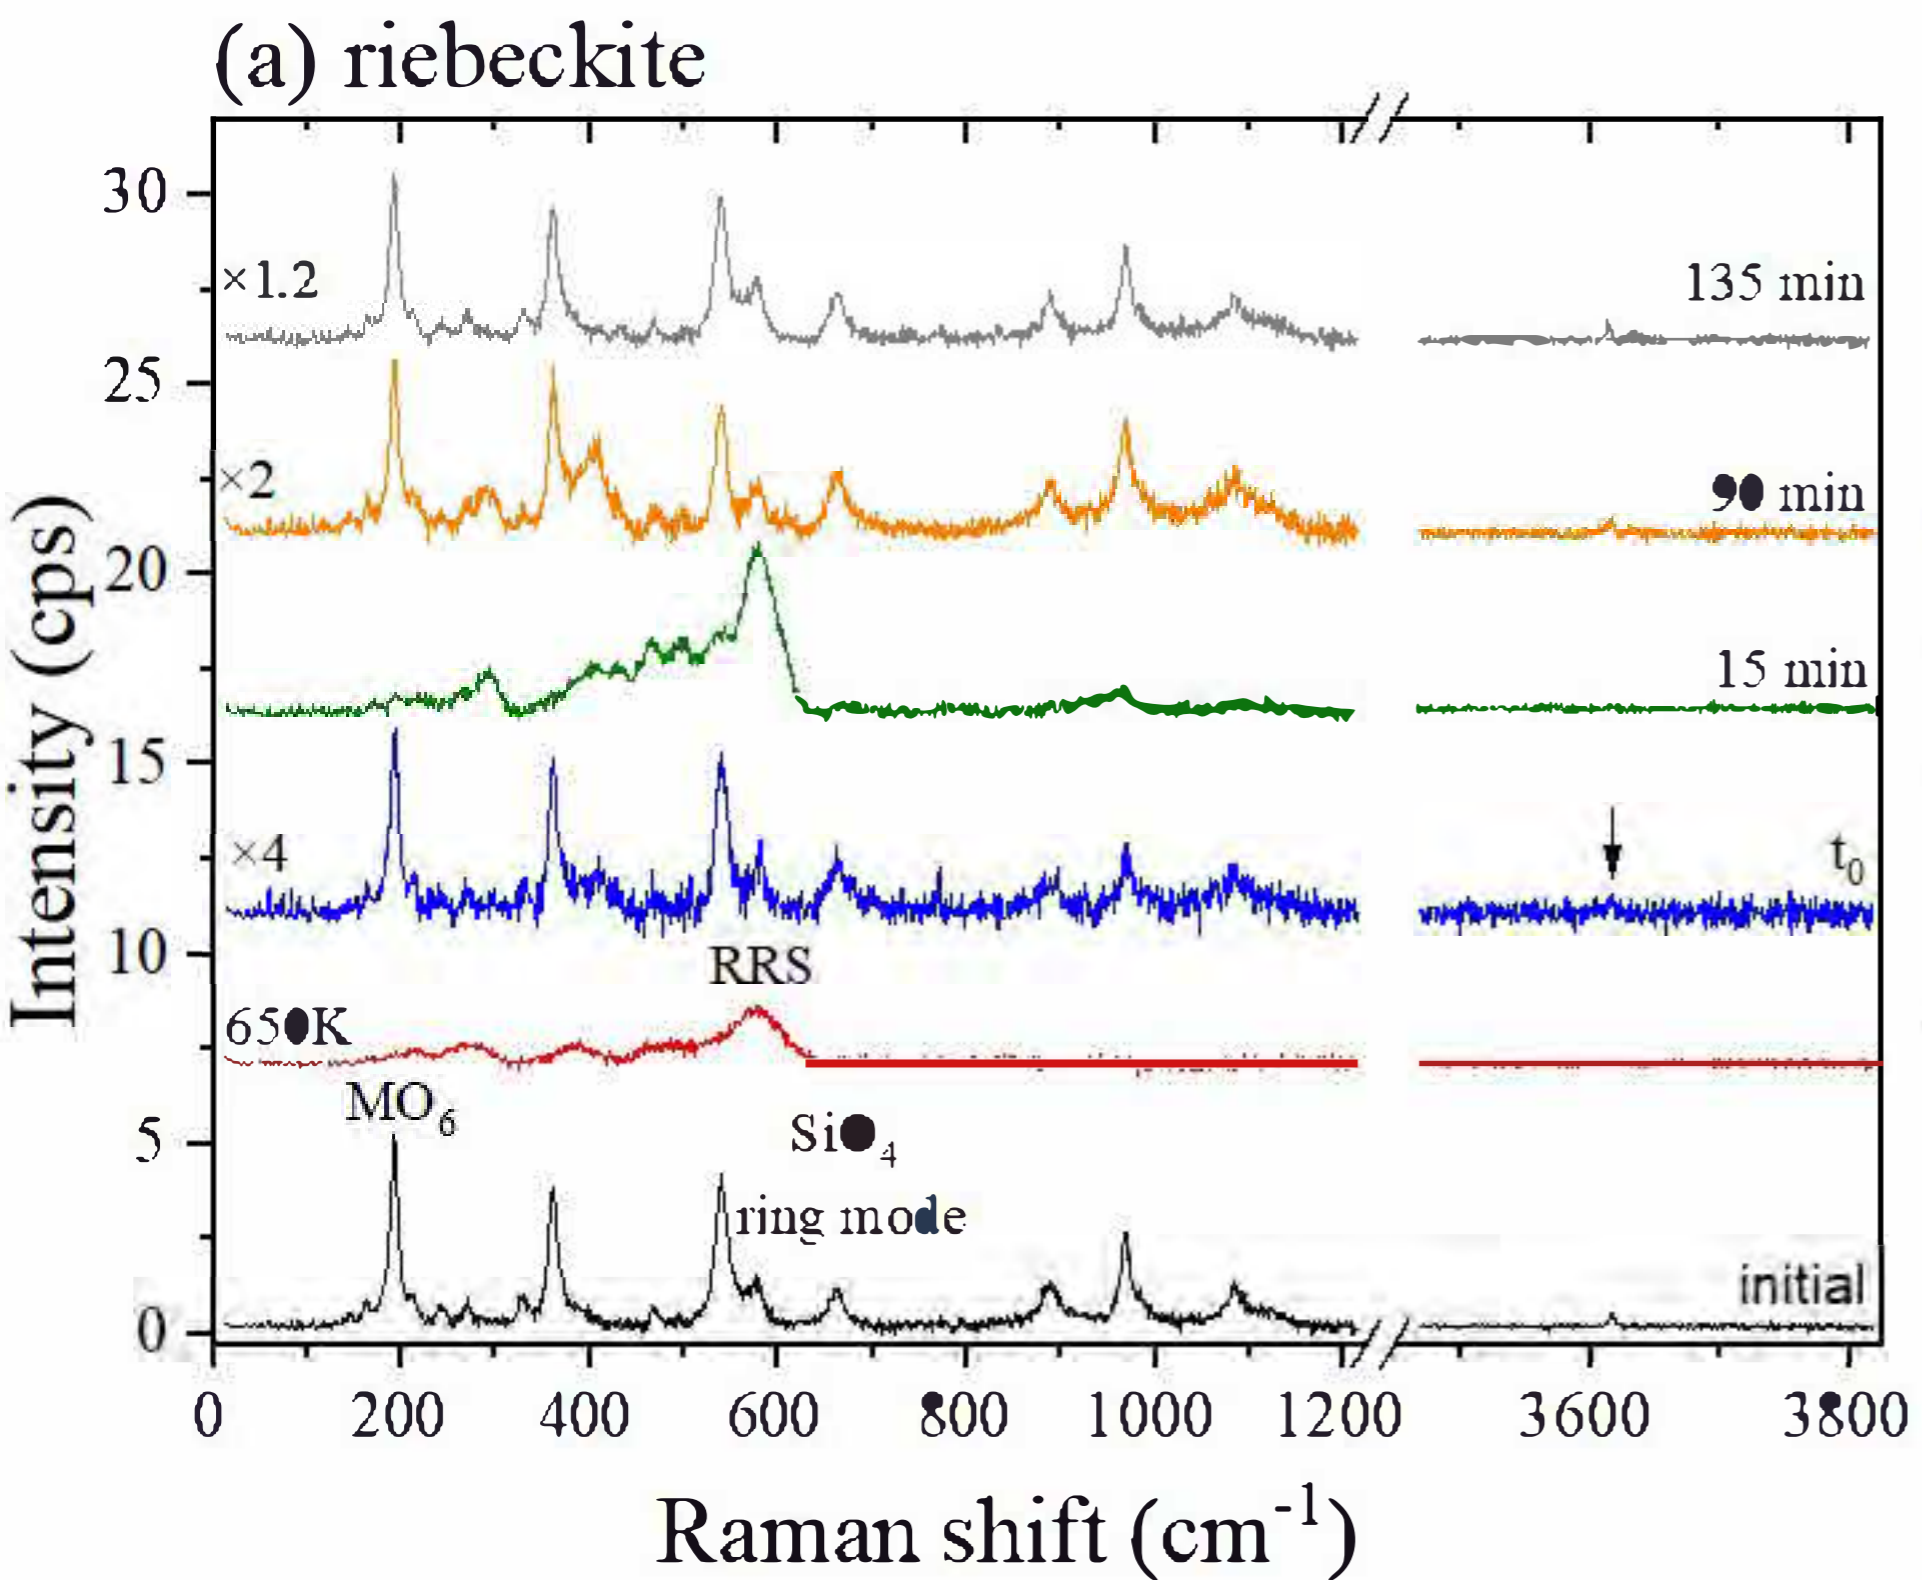 (a) riebeckite
30
25
20
15
10
5
0
Intensity (cps)
×1.2
135 min
×2
90 min
15 min
×4
t₀
RRS
650K
MO₆
SiO₄
ring mode
initial
0 200 400 600 800 1000 1200 3600 3800
Raman shift (cm⁻¹)